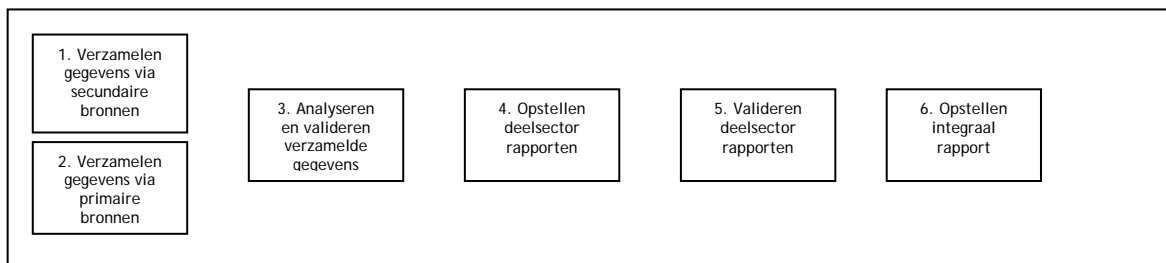 1. Verzamelen
gegevens via
secundaire
bronnen
2. Verzamelen
gegevens via
primaire
bronnen
3. Analyseren
en valideren
verzamelde
gegevens
4. Opstellen
deelsector
rapporten
5. Valideren
deelsector
rapporten
6. Opstellen
integraal
rapport